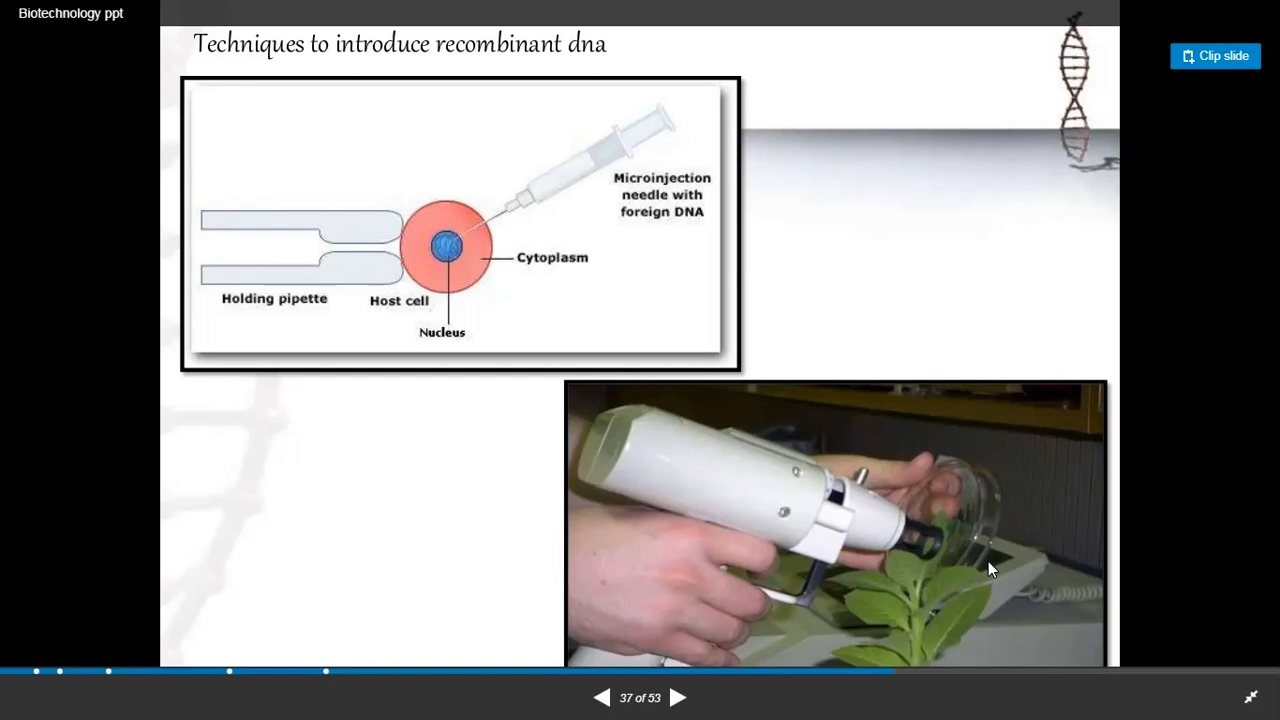 Biotechnology ppt
Techniques to introduce recombinant dna
Clip slide
Microinjection
needle with
foreign DNA
Cytoplasm
Holding pipette
Host cell
Nucleus
37 of 53